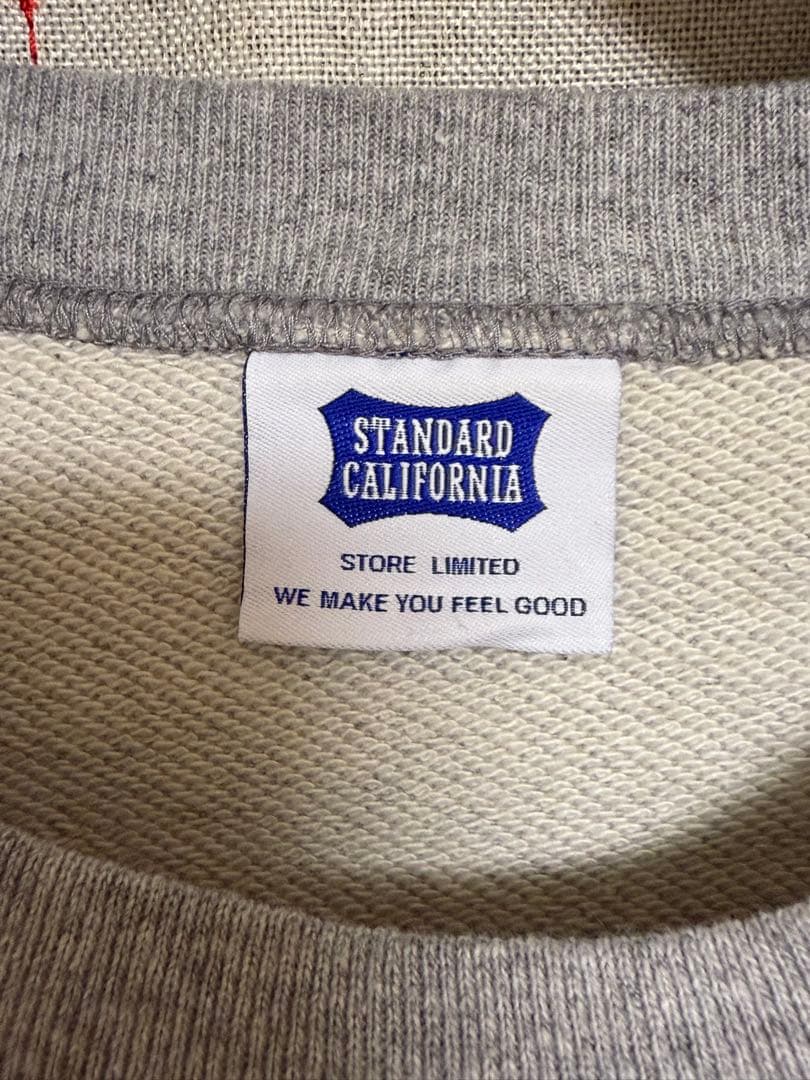 STANDARD
CALIFORNIA
STORE LIMITED
WE MAKE YOU FEEL GOOD